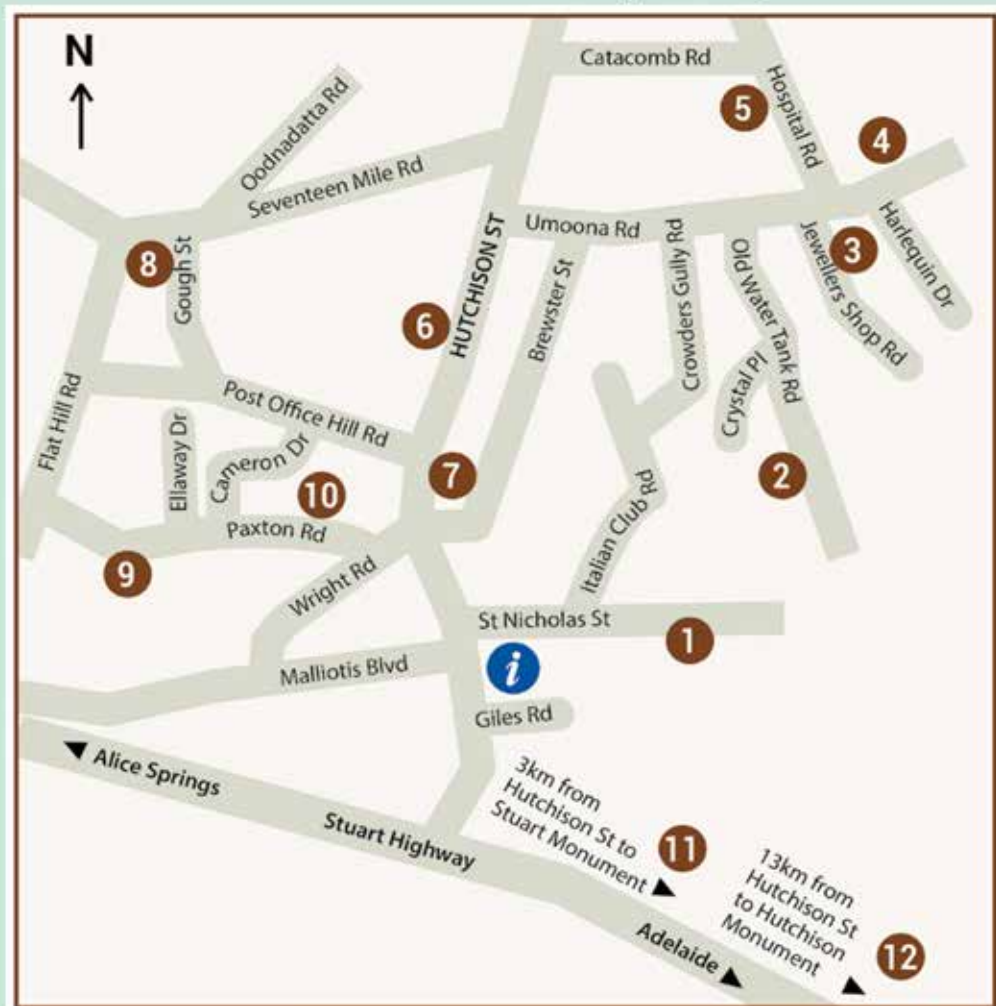 N
Catacomb Rd
Hospital Rd
5
4
Oodnadatta Rd
Seventeen Mile Rd
HUTCHISON ST
Umoona Rd
Brewster St
Crowders Gully Rd
Old Water Tank Rd
Jewellers Shop Rd
3
Harlequin Dr
8
Gough St
6
Crystal Pl
Flat Hill Rd
Post Office Hill Rd
Ellaway Dr
Cameron Dr
10
7
2
Paxton Rd
9
Italian Club Rd
Wright Rd
St Nicholas St
1
Malliotis Blvd
i
Giles Rd
Alice Springs
Stuart Highway
3km from
Hutchison St to
Stuart Monument
11
13km from
Hutchison St
to Hutchison
Monument
12
Adelaide